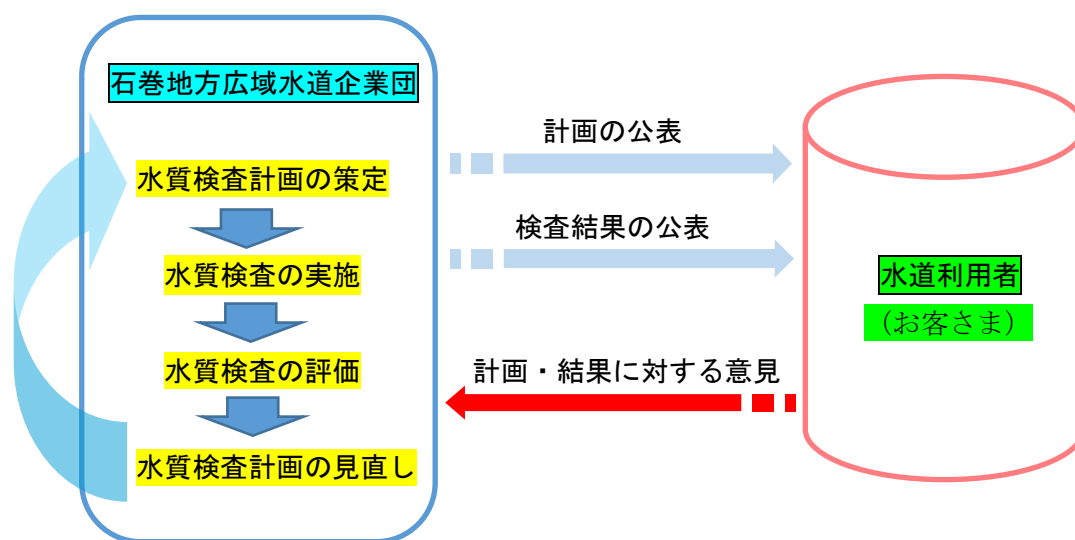 石巻地方広域水道企業団
水質検査計画の策定
水質検査の実施
水質検査の評価
水質検査計画の見直し
計画の公表
検査結果の公表
計画・結果に対する意見
水道利用者
（お客さま）